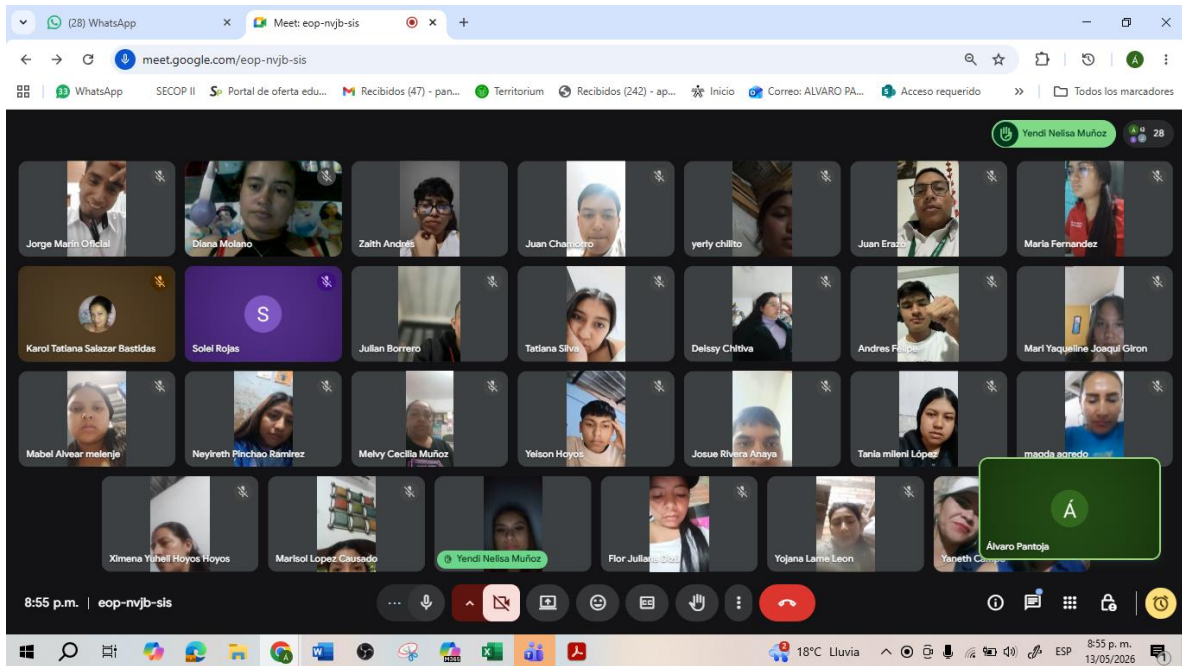 (28) WhatsApp
Meet: eop-nvjb-sis
meet.google.com/eop-nvjb-sis
Á
33 WhatsApp
SECOP II
Portal de oferta edu...
Recibidos (47) - pan...
Territorium
Recibidos (242) - ap...
Inicio
Correo: ALVARO PA...
Acceso requerido
Todos los marcadores
Yendi Nelisa Muñoz
28
Jorge Marin Oficial
Diana Molano
Zaith Andrés
Juan Chamorro
yerly chilito
Juan Erazo
Maria Fernandez
Karol Tatiana Salazar Bastidas
S
Solei Rojas
Julian Borrero
Tatiana Silva
Deissy Chitiva
Andres Felipe
Mari Yaqueline Joaqui Giron
Mabel Alvear melenje
Neyireth Pinchao Ramirez
Melvy Cecilia Muñoz
Yeison Hoyos
Josue Rivera Anaya
Tania mileni López
magda agredo
Ximena Yuheli Hoyos Hoyos
Marisol Lopez Causado
Yendi Nelisa Muñoz
Flor Juliana
Yojana Lame Leon
Yaneth
Á
Álvaro Pantoja
8:55 p.m. | eop-nvjb-sis
18°C Lluvia
ESP
8:55 p. m.
13/05/2026